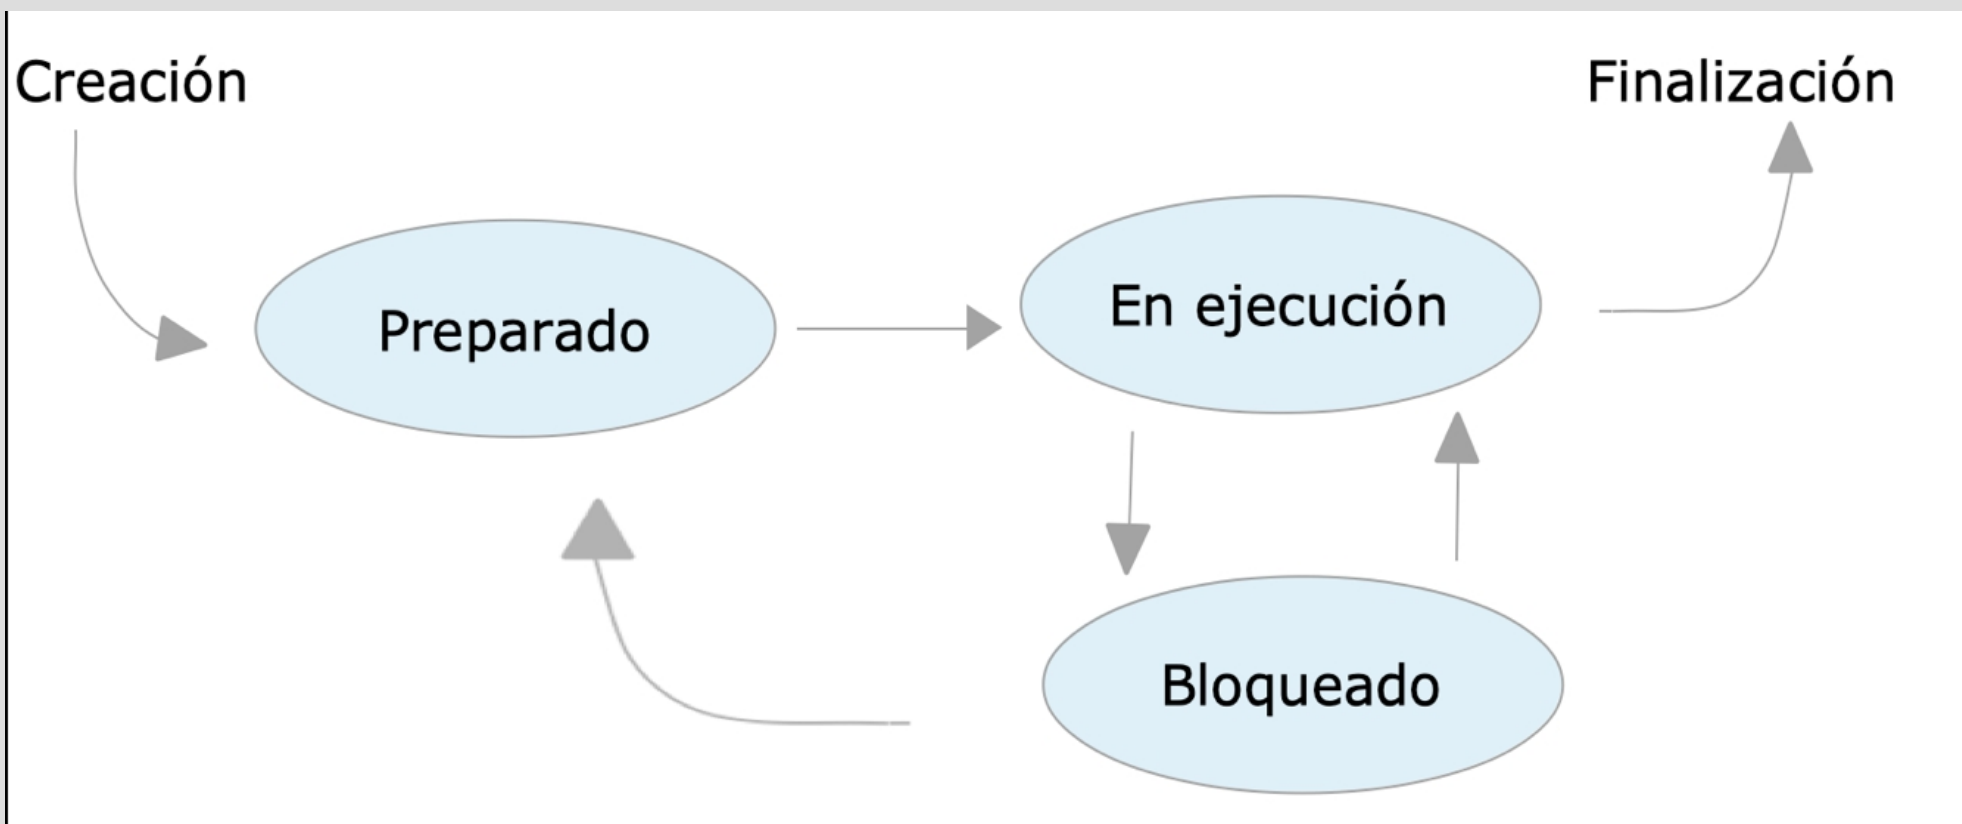 Creación
Finalización
Preparado
En ejecución
Bloqueado